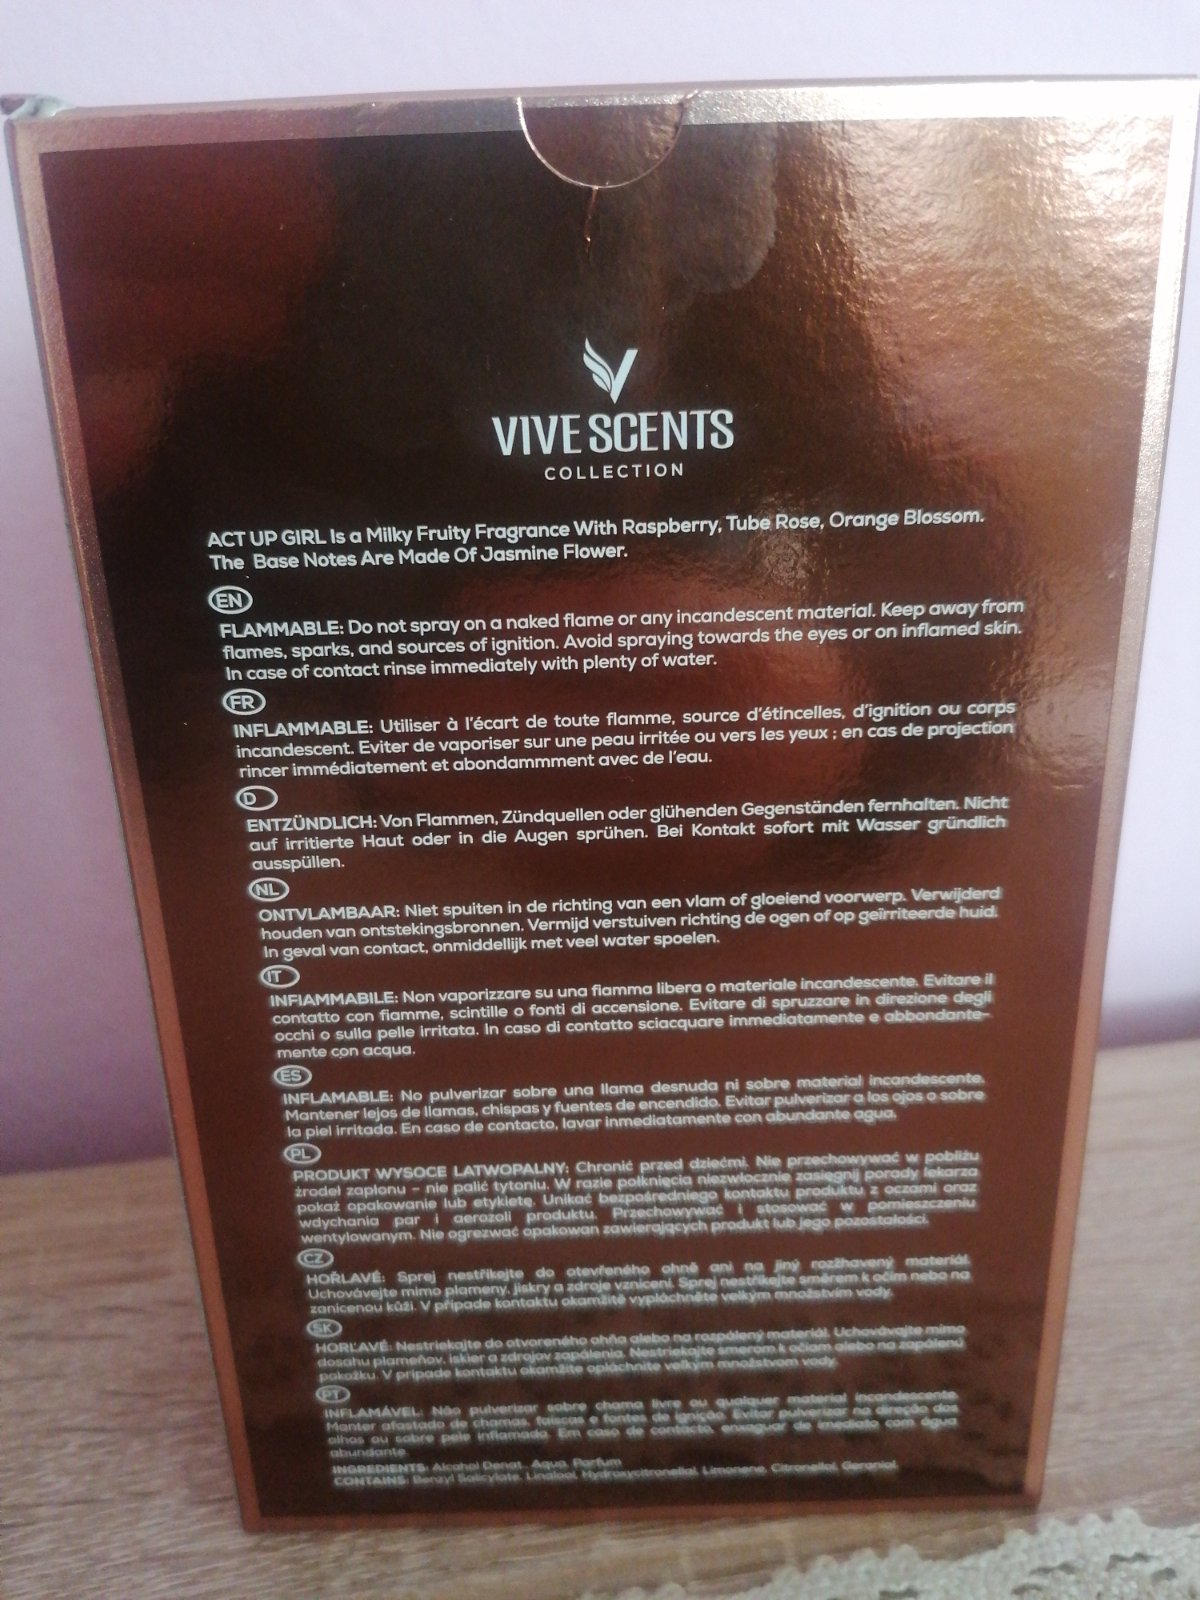 VIVE SCENTS
COLLECTION
ACT UP GIRL Is a Milky Fruity Fragrance With Raspberry, Tube Rose, Orange Blossom.
The Base Notes Are Made Of Jasmine Flower.
EN
FLAMMABLE: Do not spray on a naked flame or any incandescent material. Keep away from
flames, sparks, and sources of ignition. Avoid spraying towards the eyes or on inflamed skin.
In case of contact rinse immediately with plenty of water.
FR
INFLAMMABLE: Utiliser à l'écart de toute flamme, source d'étincelles, d'ignition ou corps
incandescent. Eviter de vaporiser sur une peau irritée ou vers les yeux ; en cas de projection
rincer immédiatement et abondammment avec de l'eau.
D
ENTZÜNDLICH: Von Flammen, Zündquellen oder glühenden Gegenständen fernhalten. Nicht
auf irritierte Haut oder in die Augen sprühen. Bei Kontakt sofort mit Wasser gründlich
ausspüllen.
NL
ONTVLAMBAAR: Niet spuiten in de richting van een vlam of gloeiend voorwerp. Verwijderd
houden van ontstekingsbronnen. Vermijd verstuiven richting de ogen of op geïrriteerde huid.
In geval van contact, onmiddellijk met veel water spoelen.
IT
INFIAMMABILE: Non vaporizzare su una fiamma libera o materiale incandescente. Evitare il
contatto con fiamme, scintille o fonti di accensione. Evitare di spruzzare in direzione degli
occhi o sulla pelle irritata. In caso di contatto sciacquare immediatamente e abbondante-
mente con acqua.
ES
INFLAMABLE: No pulverizar sobre una llama desnuda ni sobre material incandescente.
Mantener lejos de llamas, chispas y fuentes de encendido. Evitar pulverizar a los ojos o sobre
la piel irritada. En caso de contacto, lavar inmediatamente con abundante agua.
PL
PRODUKT WYSOCE LATWOPALNY: Chronić przed dziećmi. Nie przechowywać w pobliżu
źrodeł zapłonu – nie palić tytoniu. W razie połknięcia niezwłocznie zasięgnij porady lekarza
pokaż opakowanie lub etykietę. Unikać bezpośredniego kontaktu produktu z oczami oraz
wdychania par i aerozoli produktu. Przechowywać i stosować w pomieszczeniu
wentylowanym. Nie ogrezwać opakowan zawierających produkt lub jego pozostałości.
CZ
HOŘLAVÉ: Sprej nestříkejte do otevřeného ohně ani na jiný rozžhavený materiál.
Uchovávejte mimo plameny, jiskry a zdroje vznicení. Sprej nestříkejte směrem k očím nebo na
zanicenou kůži. V případe kontaktu okamžitě vypláchněte velkým množstvím vody.
SK
HORĽAVÉ: Nestriekajte do otvoreného ohňa alebo na rozpálený materiál. Uchovávajte mimo
dosahu plameňov, iskier a zdrojov zapálenia. Nestriekajte smerom k očiam alebo na zapálenú
pokožku. V prípade kontaktu okamžite opláchnite veľkým množstvom vody.
PT
INFLAMÁVEL: Não pulverizar sobre chama livre ou qualquer material incandescente.
Manter afastado de chamas, faíscas e fontes de ignição. Evitar pulverizar na direção dos
olhos ou sobre pele inflamada. Em caso de contacto, enxaguar de imediato com água
abundante.
INGREDIENTS: Alcohol Denat., Aqua, Parfum
CONTAINS: Benzyl Salicylate, Linalool, Hydroxycitronellal, Limonene, Citronellol, Geraniol.